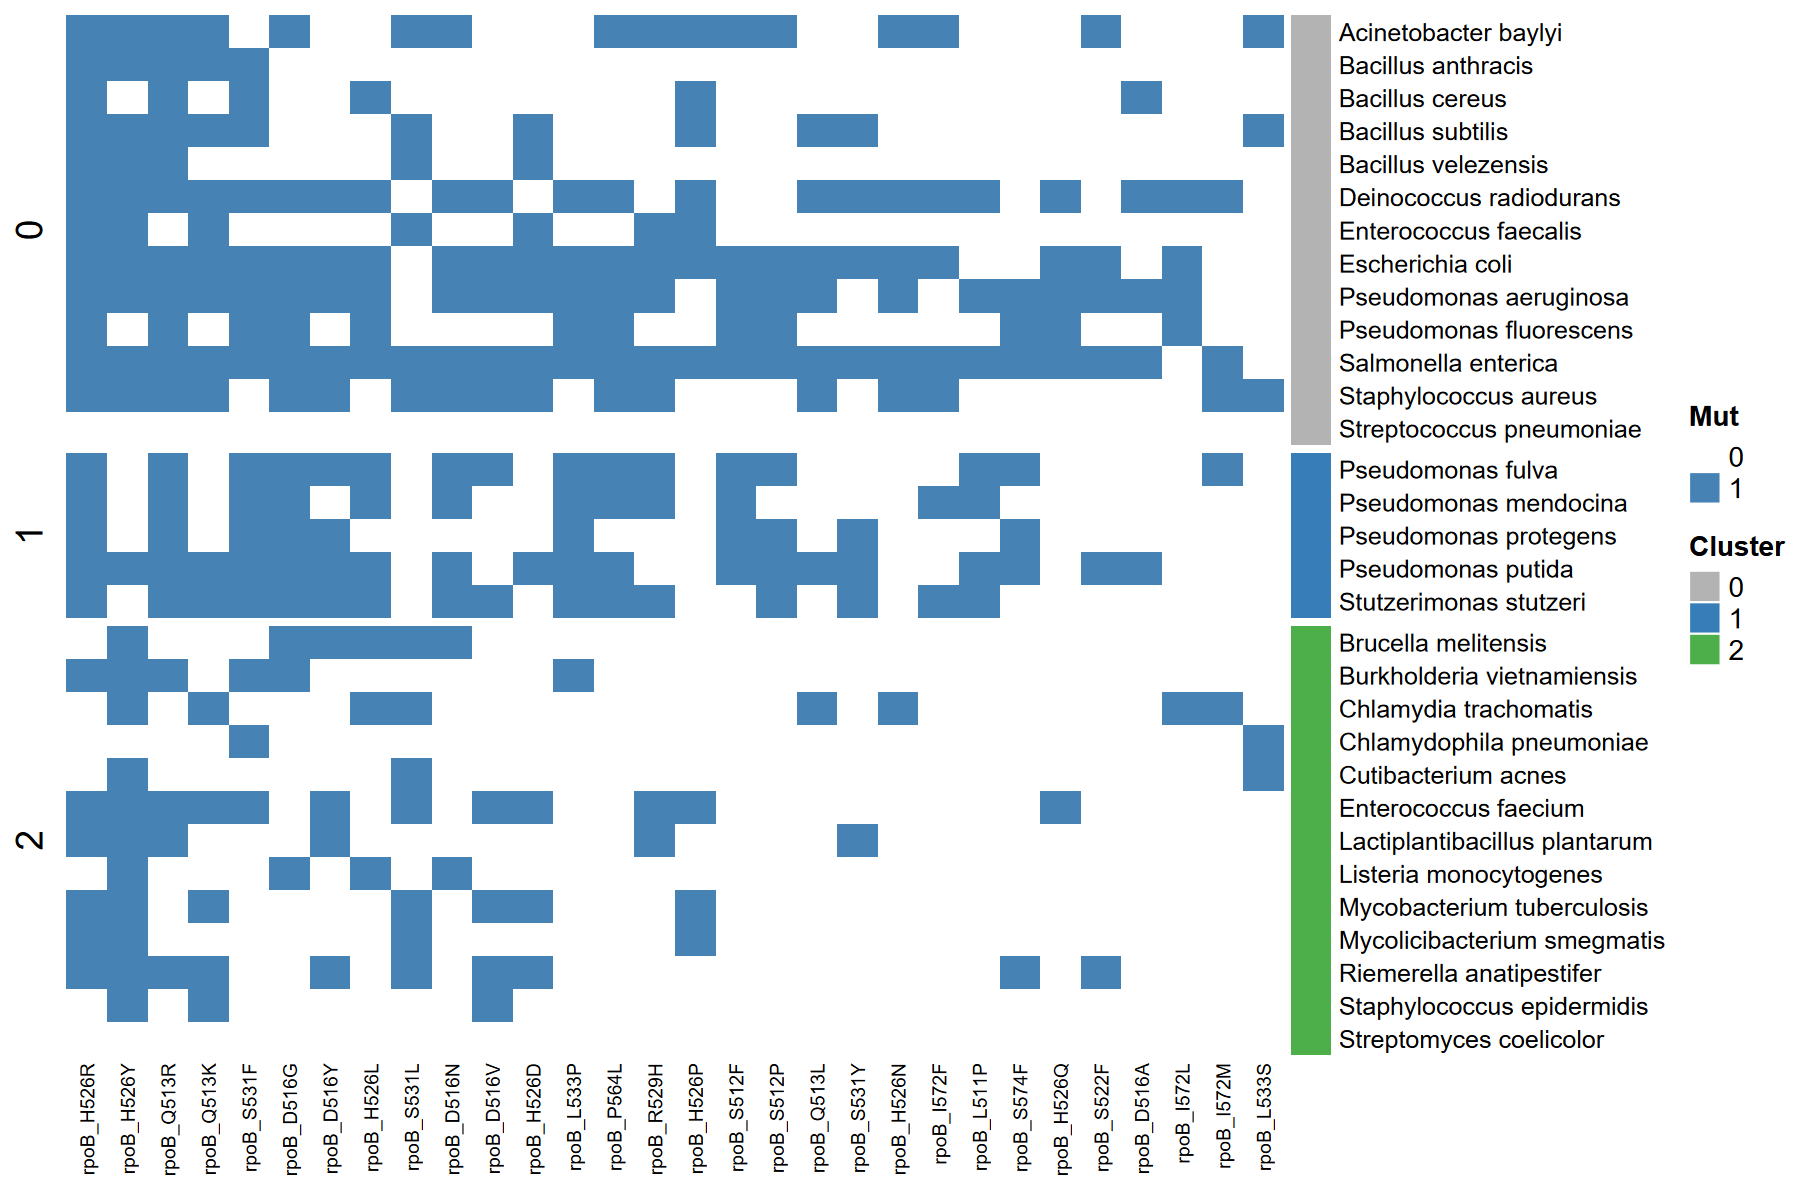 0
Acinetobacter baylyi
Bacillus anthracis
Bacillus cereus
Bacillus subtilis
Bacillus velezensis
Deinococcus radiodurans
Enterococcus faecalis
Escherichia coli
Pseudomonas aeruginosa
Pseudomonas fluorescens
Salmonella enterica
Staphylococcus aureus
Streptococcus pneumoniae
1
Pseudomonas fulva
Pseudomonas mendocina
Pseudomonas protegens
Pseudomonas putida
Stutzerimonas stutzeri
2
Brucella melitensis
Burkholderia vietnamiensis
Chlamydia trachomatis
Chlamydophila pneumoniae
Cutibacterium acnes
Enterococcus faecium
Lactiplantibacillus plantarum
Listeria monocytogenes
Mycobacterium tuberculosis
Mycolicibacterium smegmatis
Riemerella anatipestifer
Staphylococcus epidermidis
Streptomyces coelicolor
rpoB_H526R
rpoB_H526Y
rpoB_Q513R
rpoB_Q513K
rpoB_S531F
rpoB_D516G
rpoB_D516Y
rpoB_H526L
rpoB_S531L
rpoB_D516N
rpoB_D516V
rpoB_H526D
rpoB_L533P
rpoB_P564L
rpoB_R529H
rpoB_H526P
rpoB_S512F
rpoB_S512P
rpoB_Q513L
rpoB_S531Y
rpoB_H526N
rpoB_I572F
rpoB_L511P
rpoB_S574F
rpoB_H526Q
rpoB_S522F
rpoB_D516A
rpoB_I572L
rpoB_I572M
rpoB_L533S
Mut
0
1
Cluster
0
1
2